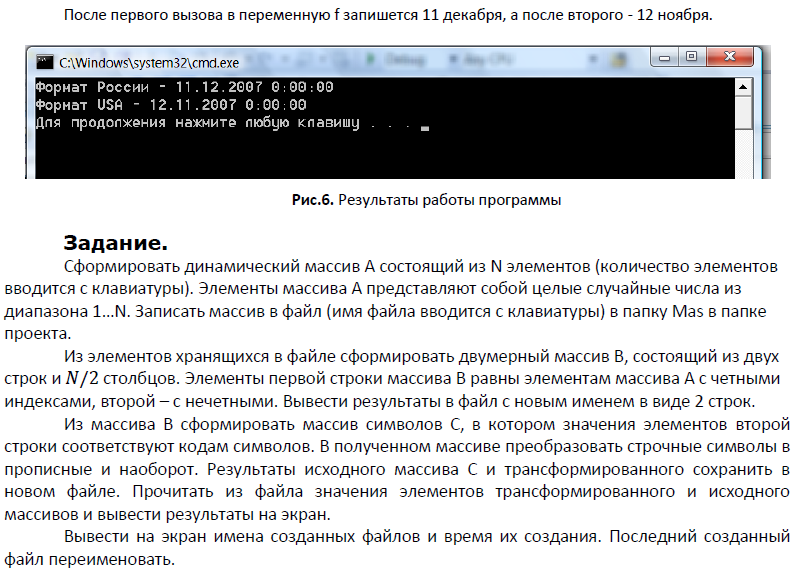 После первого вызова в переменную f запишется 11 декабря, а после второго - 12 ноября.
C:\Windows\system32\cmd.exe
Debug
Any CPU
Формат России - 11.12.2007 0:00:00
Формат USA - 12.11.2007 0:00:00
Для продолжения нажмите любую клавишу . . .
Рис.6. Результаты работы программы
Задание.
Сформировать динамический массив A состоящий из N элементов (количество элементов
вводится с клавиатуры). Элементы массива A представляют собой целые случайные числа из
диапазона 1…N. Записать массив в файл (имя файла вводится с клавиатуры) в папку Mas в папке
проекта.
Из элементов хранящихся в файле сформировать двумерный массив B, состоящий из двух
строк и N/2 столбцов. Элементы первой строки массива B равны элементам массива A с четными
индексами, второй – с нечетными. Вывести результаты в файл с новым именем в виде 2 строк.
Из массива B сформировать массив символов C, в котором значения элементов второй
строки соответствуют кодам символов. В полученном массиве преобразовать строчные символы в
прописные и наоборот. Результаты исходного массива C и трансформированного сохранить в
новом файле. Прочитать из файла значения элементов трансформированного и исходного
массивов и вывести результаты на экран.
Вывести на экран имена созданных файлов и время их создания. Последний созданный
файл переименовать.